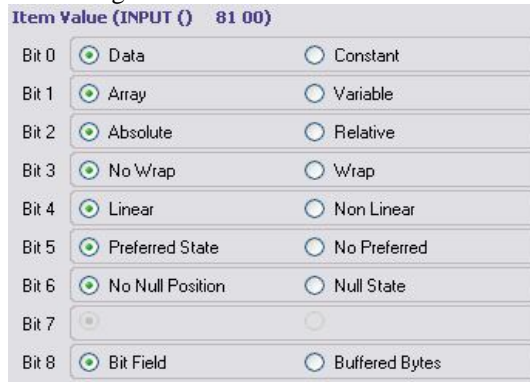 Item Value (INPUT () 81 00)
Bit 0 Data Constant
Bit 1 Array Variable
Bit 2 Absolute Relative
Bit 3 No Wrap Wrap
Bit 4 Linear Non Linear
Bit 5 Preferred State No Preferred
Bit 6 No Null Position Null State
Bit 7
Bit 8 Bit Field Buffered Bytes